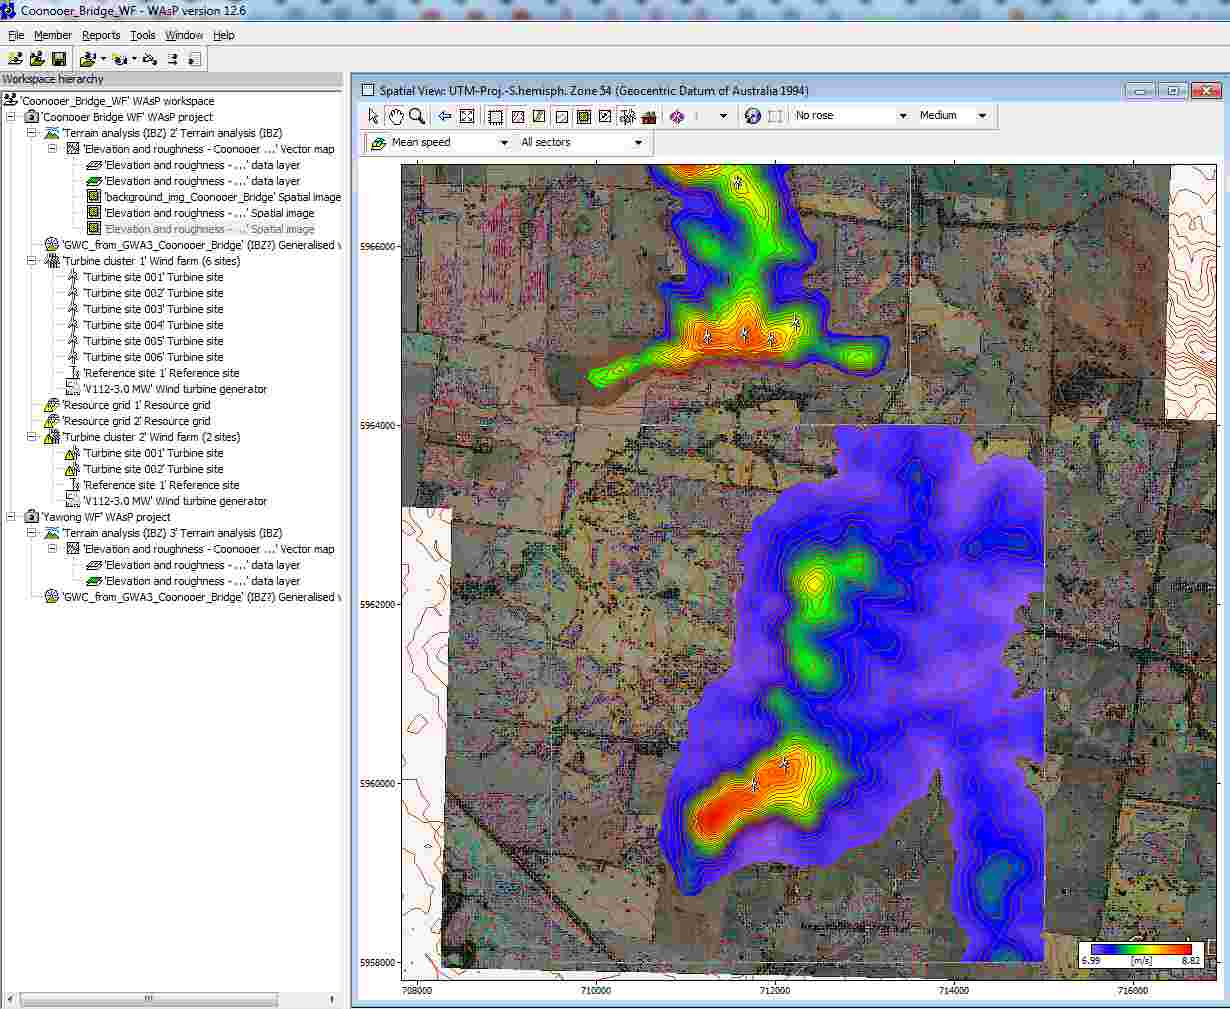 Coonooer_Bridge_WF - WAsP version 12.6
File Member Reports Tools Window Help
Workspace hierarchy
'Coonooer_Bridge_WF' WAsP workspace
'Coonooer Bridge WF' WAsP project
'Terrain analysis (IBZ) 2' Terrain analysis (IBZ)
'Elevation and roughness - Coonooer ...' Vector map
'Elevation and roughness - ...' data layer
'Elevation and roughness - ...' data layer
'background_img_Coonooer_Bridge' Spatial image
'Elevation and roughness - ...' Spatial image
'Elevation and roughness - ...' Spatial image
'GWC_from_GWA3_Coonooer_Bridge' (IBZ?) Generalised
'Turbine cluster 1' Wind farm (6 sites)
'Turbine site 001' Turbine site
'Turbine site 002' Turbine site
'Turbine site 003' Turbine site
'Turbine site 004' Turbine site
'Turbine site 005' Turbine site
'Turbine site 006' Turbine site
'Reference site 1' Reference site
'V112-3.0 MW' Wind turbine generator
'Resource grid 1' Resource grid
'Resource grid 2' Resource grid
'Turbine cluster 2' Wind farm (2 sites)
'Turbine site 001' Turbine site
'Turbine site 002' Turbine site
'Reference site 1' Reference site
'V112-3.0 MW' Wind turbine generator
'Yawong WF' WAsP project
'Terrain analysis (IBZ) 3' Terrain analysis (IBZ)
'Elevation and roughness - Coonooer ...' Vector map
'Elevation and roughness - ...' data layer
'Elevation and roughness - ...' data layer
'GWC_from_GWA3_Coonooer_Bridge' (IBZ?) Generalised
Spatial View: UTM-Proj.-S.hemisph. Zone 54 (Geocentric Datum of Australia 1994)
No rose Medium
Mean speed All sectors
5966000
5964000
5962000
5960000
5958000
708000 710000 712000 714000 716000
6.99 [m/s] 8.82